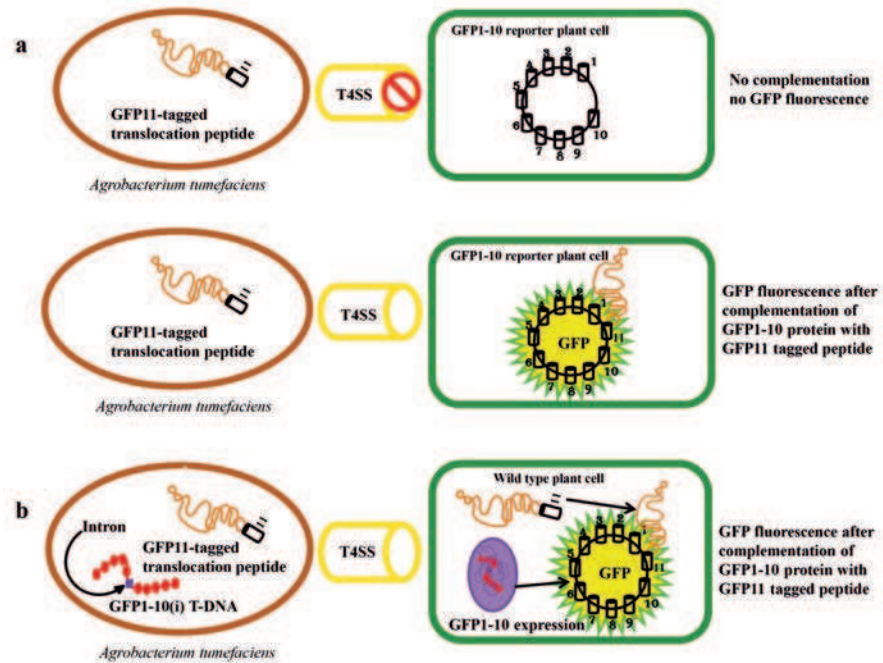 a
GFP11-tagged
translocation peptide
Agrobacterium tumefaciens
T4SS
GFP1-10 reporter plant cell
1
2
3
4
5
6
7
8
9
10
No complementation
no GFP fluorescence
GFP11-tagged
translocation peptide
Agrobacterium tumefaciens
T4SS
GFP1-10 reporter plant cell
GFP
1
2
3
4
5
6
7
8
9
10
11
GFP fluorescence after
complementation of
GFP1-10 protein with
GFP11 tagged peptide
b
Intron
GFP11-tagged
translocation peptide
GFP1-10(i) T-DNA
Agrobacterium tumefaciens
T4SS
Wild type plant cell
11
GFP
2
3
4
5
6
7
8
9
10
11
GFP1-10 expression
GFP fluorescence after
complementation of
GFP1-10 protein with
GFP11 tagged peptide